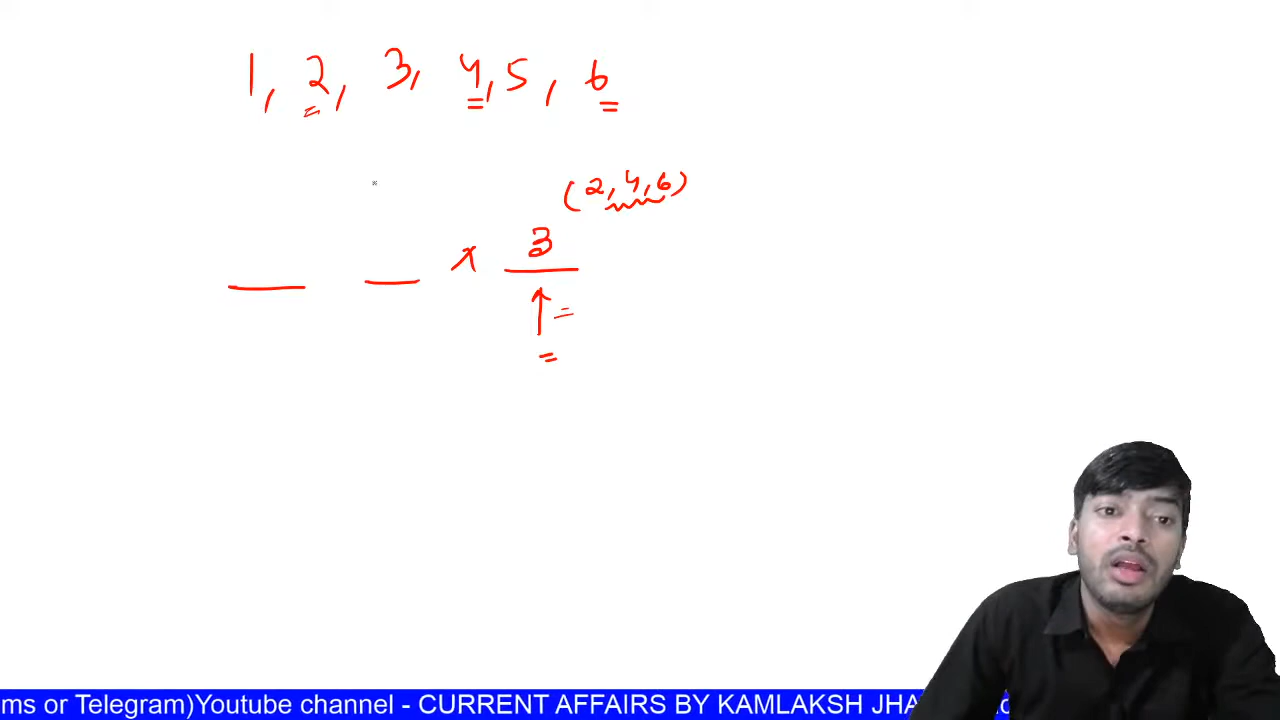 1, 2, 3, 4, 5, 6
(2, 4, 6)
x 3
ms or Telegram)Youtube channel - CURRENT AFFAIRS BY KAMLAKSH JHA